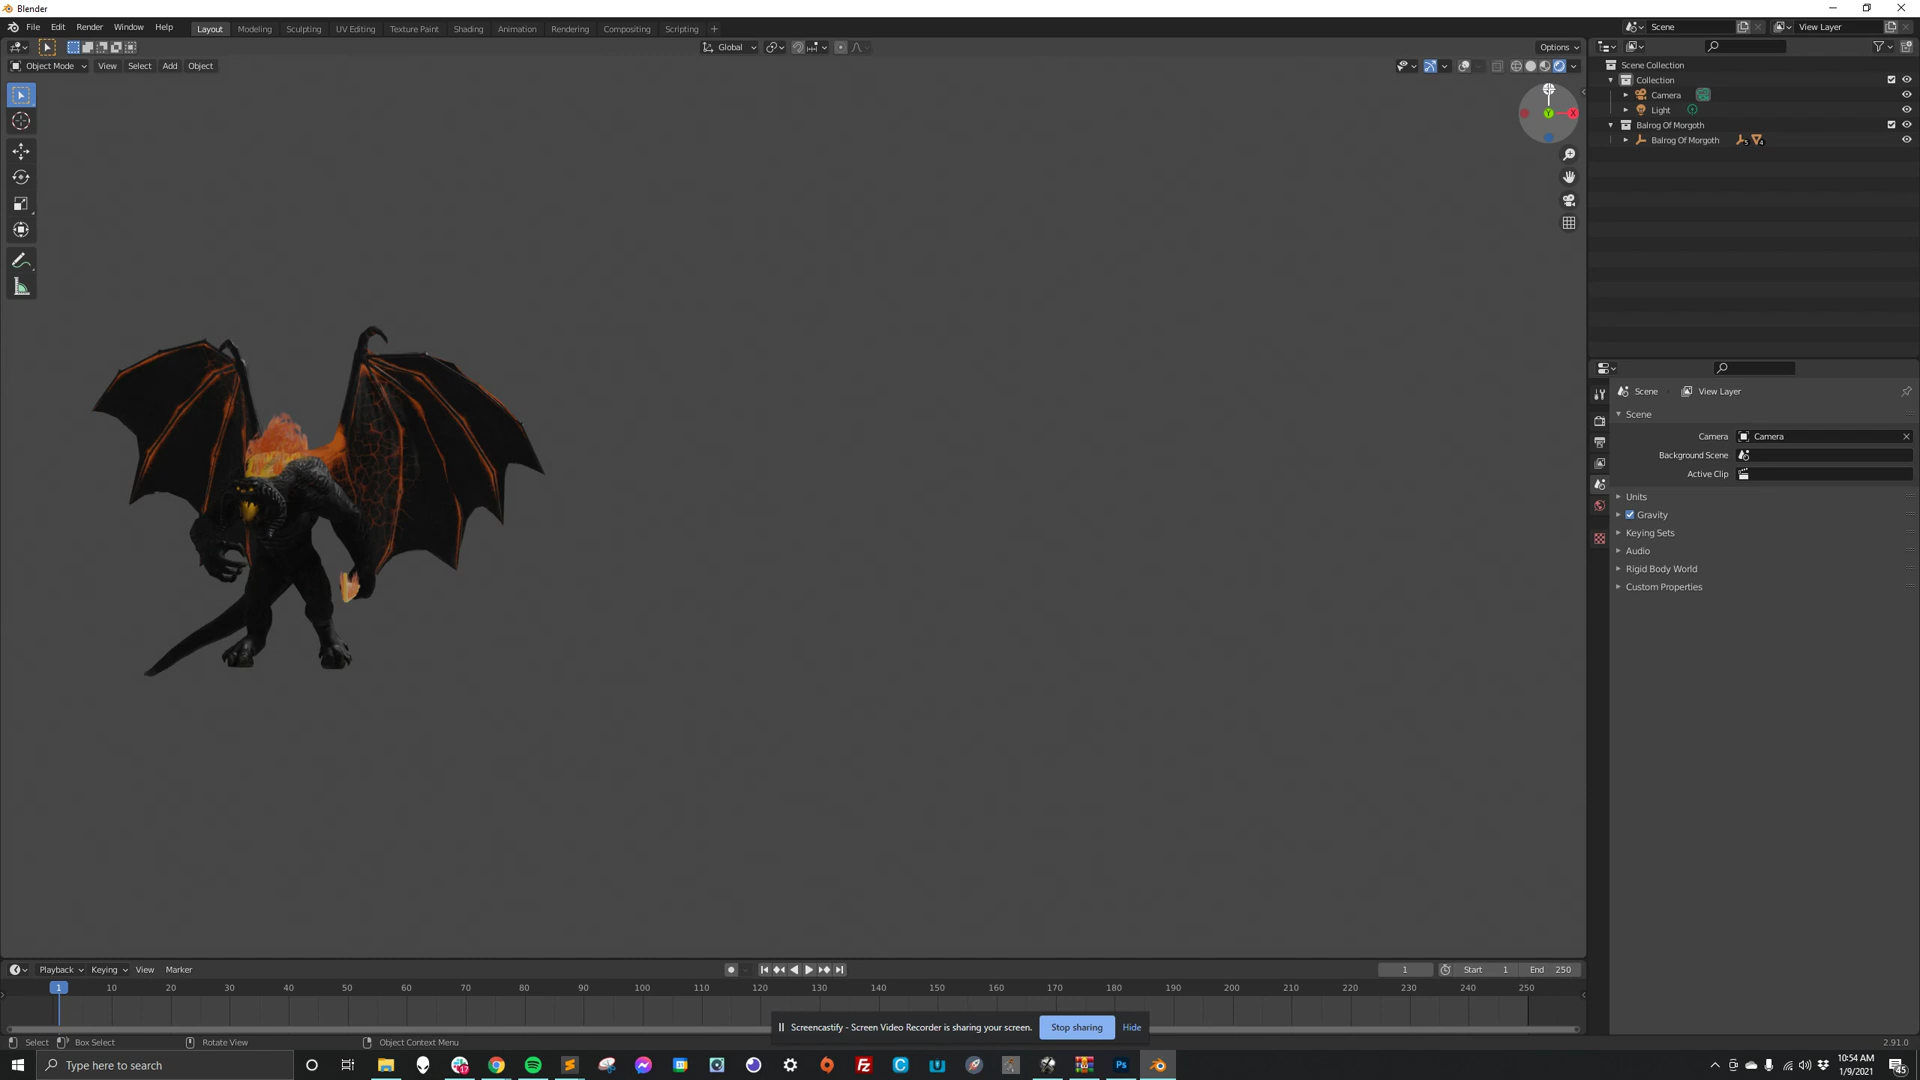 Blender
File Edit Render Window Help Layout Modeling Sculpting UV Editing Texture Paint Shading Animation Rendering Compositing Scripting + Scene View Layer
Global Options
Object Mode View Select Add Object
Y X
Scene Collection
Collection
Camera
Light
Balrog Of Morgoth
Balrog Of Morgoth 5 4
Scene View Layer
Scene
Camera Camera
Background Scene
Active Clip
Units
Gravity
Keying Sets
Audio
Rigid Body World
Custom Properties
Playback Keying View Marker 1 Start 1 End 250
1 10 20 30 40 50 60 70 80 90 100 110 120 130 140 150 160 170 180 190 200 210 220 230 240 250
Screencastify - Screen Video Recorder is sharing your screen. Stop sharing Hide
Select Box Select Rotate View Object Context Menu 2.91.0
Type here to search 17 Fz C Ps 10:54 AM
1/9/2021 45